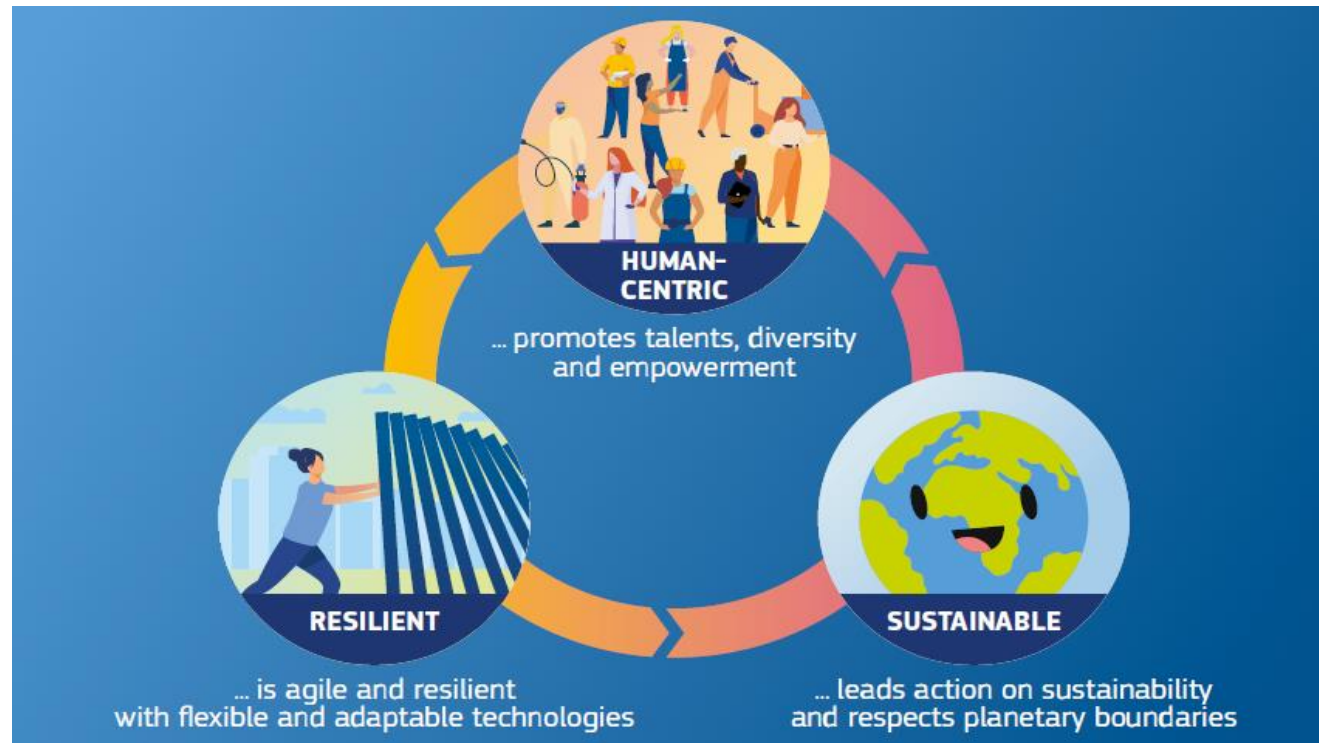 HUMAN-
CENTRIC
... promotes talents, diversity
and empowerment
RESILIENT
... is agile and resilient
with flexible and adaptable technologies
SUSTAINABLE
... leads action on sustainability
and respects planetary boundaries